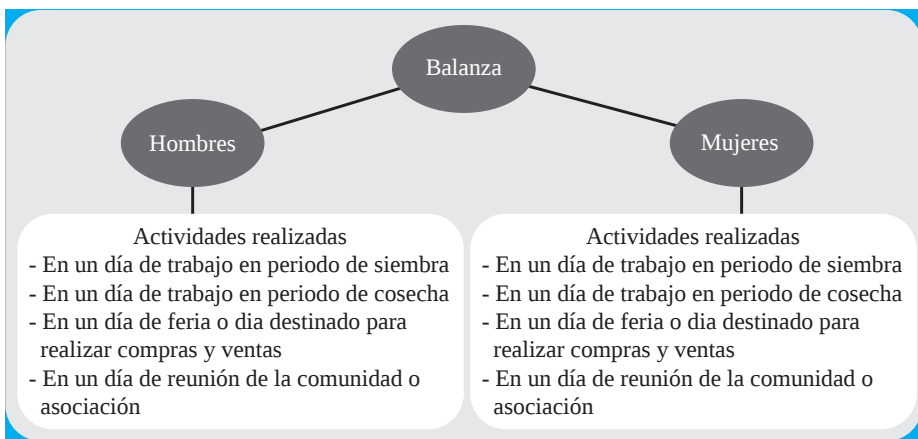 Balanza
Hombres
Mujeres
Actividades realizadas
- En un día de trabajo en periodo de siembra
- En un día de trabajo en periodo de cosecha
- En un día de feria o dia destinado para
realizar compras y ventas
- En un día de reunión de la comunidad o
asociación
Actividades realizadas
- En un día de trabajo en periodo de siembra
- En un día de trabajo en periodo de cosecha
- En un día de feria o dia destinado para
realizar compras y ventas
- En un día de reunión de la comunidad o
asociación